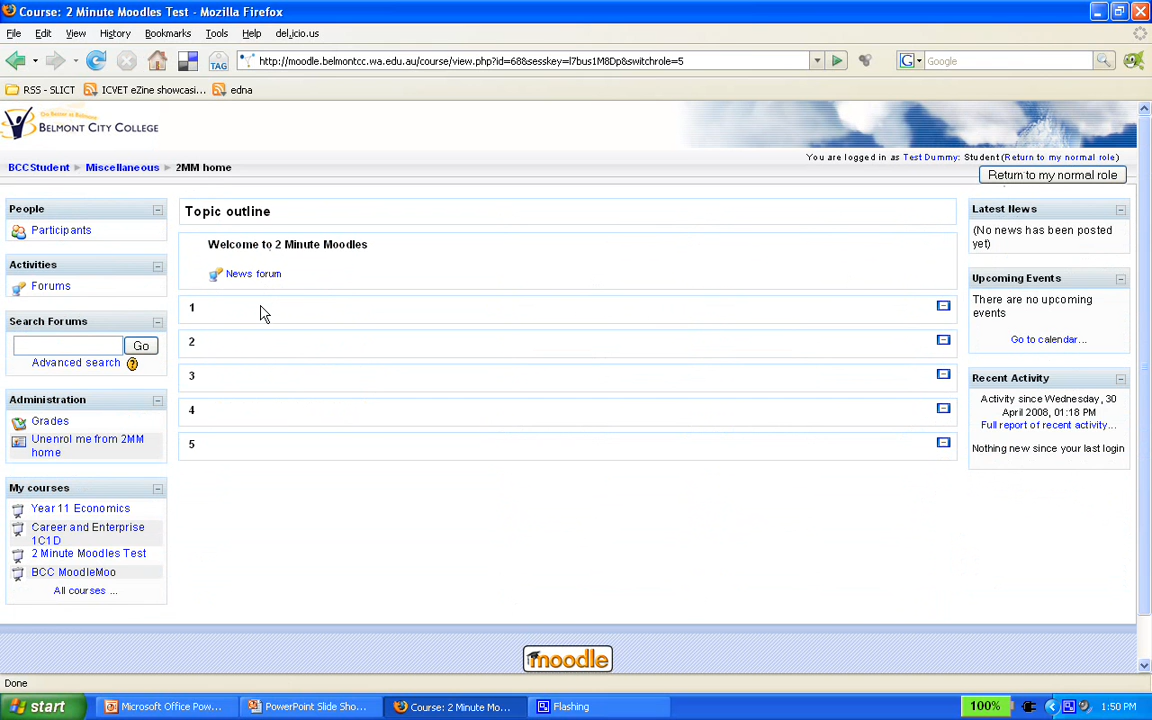 Course: 2 Minute Moodles Test - Mozilla Firefox
File Edit View History Bookmarks Tools Help del.icio.us
TAG http://moodle.belmontcc.wa.edu.au/course/view.php?id=68&sesskey=l7bus1M8Dp&switchrole=5 G Google
RSS - SLICT ICVET eZine showcasi... edna
BELMONT CITY COLLEGE
You are logged in as Test Dummy: Student (Return to my normal role)
BCCStudent ► Miscellaneous ► 2MM home
Return to my normal role
People
Participants
Activities
Forums
Search Forums
Go
Advanced search ?
Administration
Grades
Unenrol me from 2MM
home
My courses
Year 11 Economics
Career and Enterprise
1C1D
2 Minute Moodles Test
BCC MoodleMoo
All courses ...
Topic outline
Welcome to 2 Minute Moodles
News forum
1
2
3
4
5
Latest News
(No news has been posted
yet)
Upcoming Events
There are no upcoming
events
Go to calendar...
Recent Activity
Activity since Wednesday, 30
April 2008, 01:18 PM
Full report of recent activity...
Nothing new since your last login
moodle
Done
start Microsoft Office Pow... PowerPoint Slide Sho... Course: 2 Minute Mo... Flashing 100% 1:50 PM